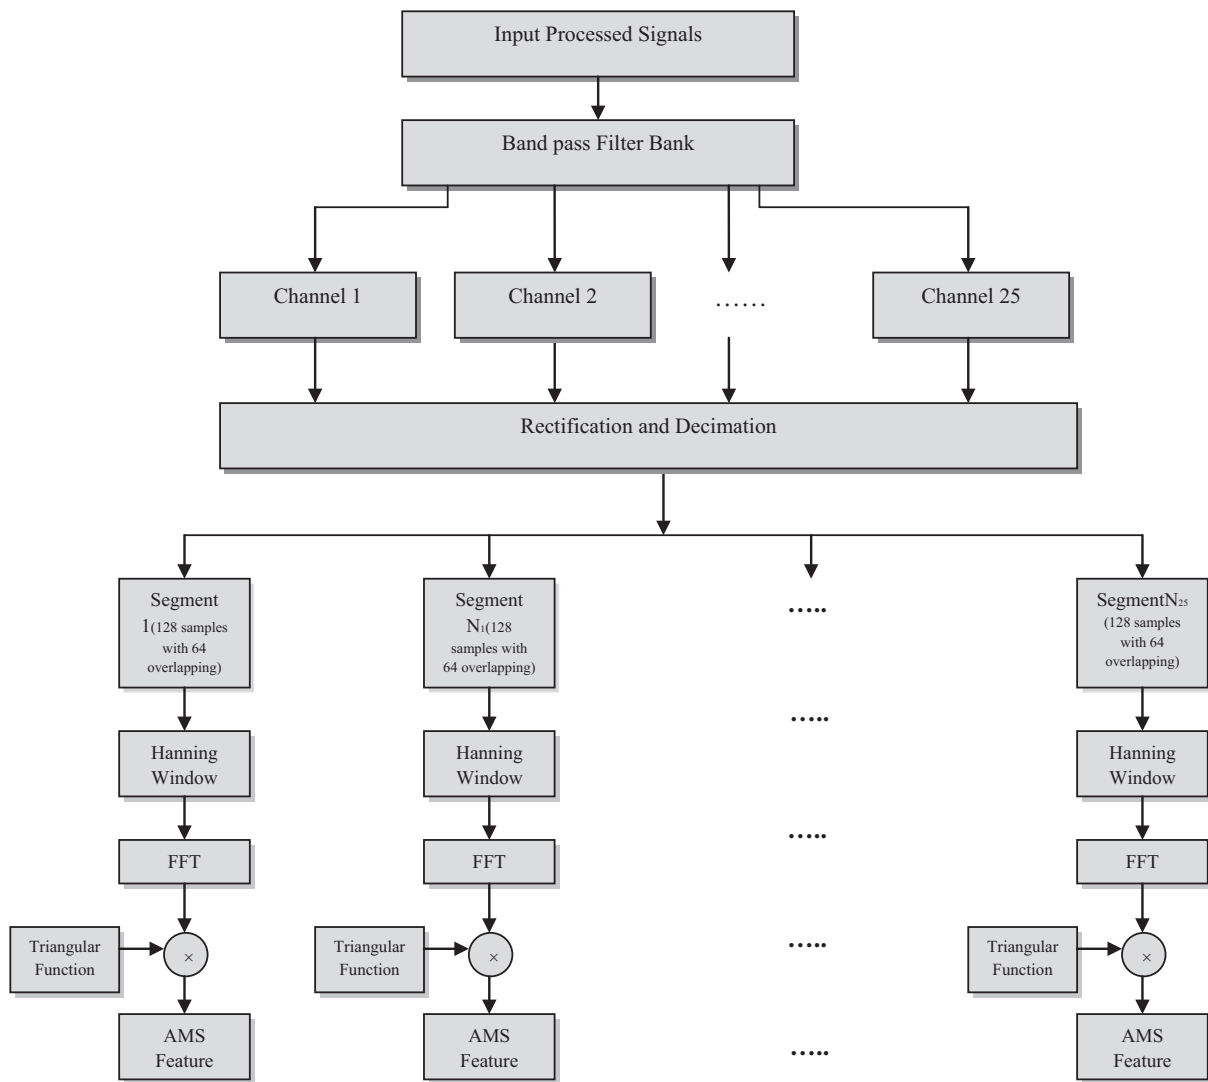 Input Processed Signals
Band pass Filter Bank
Channel 1
Channel 2
......
Channel 25
Rectification and Decimation
Segment
1(128 samples
with 64
overlapping)
Segment
N1(128
samples with
64 overlapping)
.....
SegmentN25
(128 samples
with 64
overlapping)
.....
Hanning
Window
Hanning
Window
Hanning
Window
.....
FFT
FFT
FFT
Triangular
Function
×
Triangular
Function
×
.....
Triangular
Function
×
AMS
Feature
AMS
Feature
.....
AMS
Feature